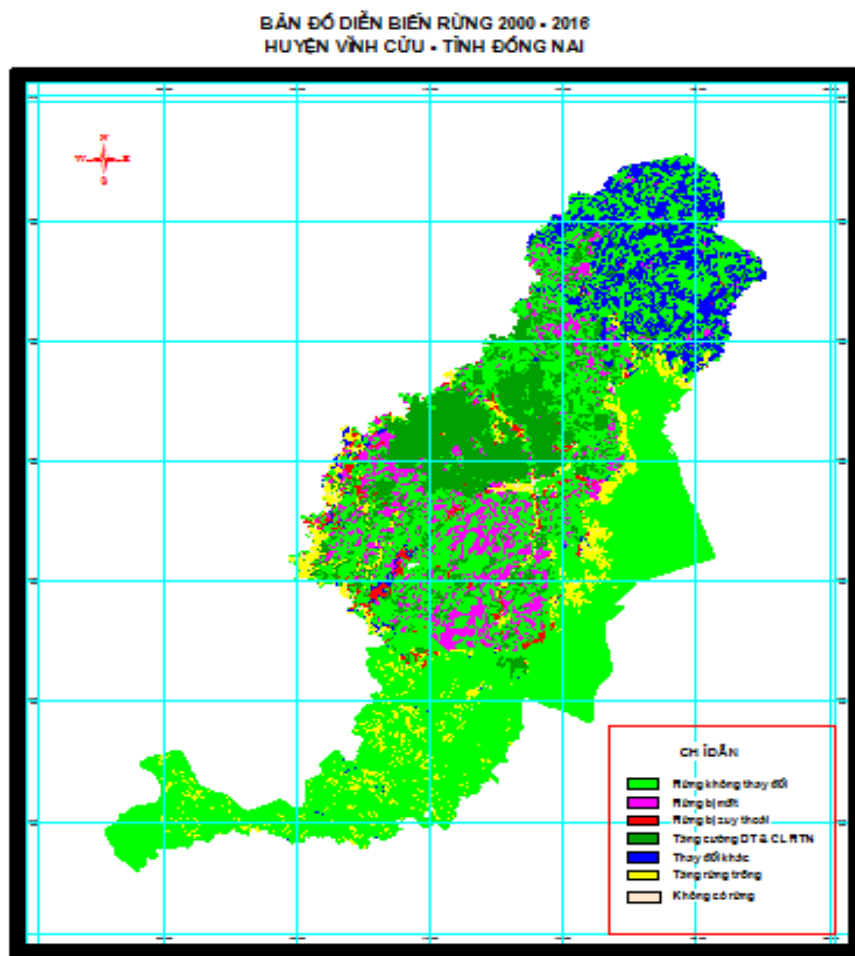 BẢN ĐỒ DIỄN BIẾN RỪNG 2000 - 2016
HUYỆN VĨNH CỬU - TỈNH ĐỒNG NAI
N
W E
S
CHỈ DẪN
Rừng không thay đổi
Rừng bị mất
Rừng bị suy thoái
Tăng cường DT & CL RTN
Thay đổi khác
Tăng rừng trồng
Không có rừng